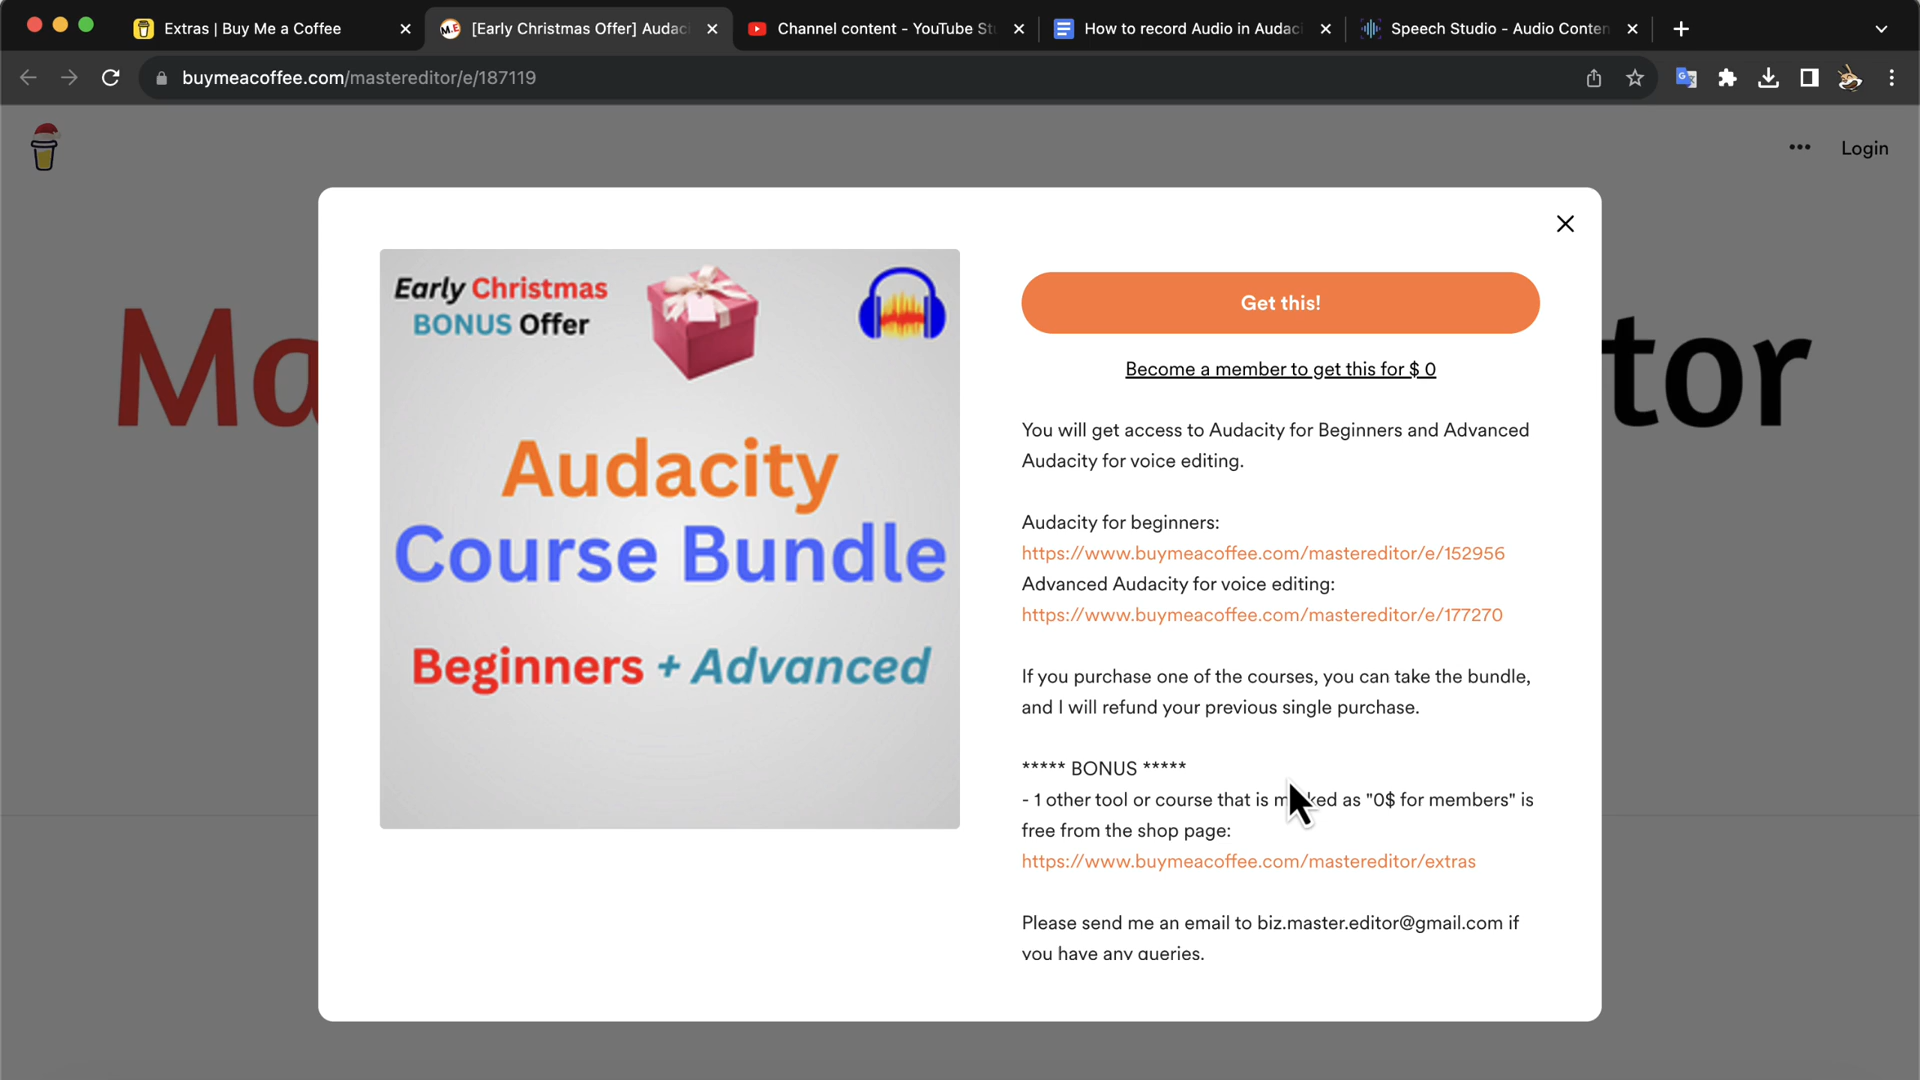 Extras | Buy Me a Coffee
[Early Christmas Offer] Audac
Channel content - YouTube St
How to record Audio in Audac
Speech Studio - Audio Conten
buymeacoffee.com/mastereditor/e/187119
Login
Ma
tor
Early Christmas
BONUS Offer
Audacity
Course Bundle
Beginners + Advanced
Get this!
Become a member to get this for $ 0
You will get access to Audacity for Beginners and Advanced
Audacity for voice editing.
Audacity for beginners:
https://www.buymeacoffee.com/mastereditor/e/152956
Advanced Audacity for voice editing:
https://www.buymeacoffee.com/mastereditor/e/177270
If you purchase one of the courses, you can take the bundle,
and I will refund your previous single purchase.
***** BONUS *****
- 1 other tool or course that is marked as "0$ for members" is
free from the shop page:
https://www.buymeacoffee.com/mastereditor/extras
Please send me an email to biz.master.editor@gmail.com if
you have any queries.